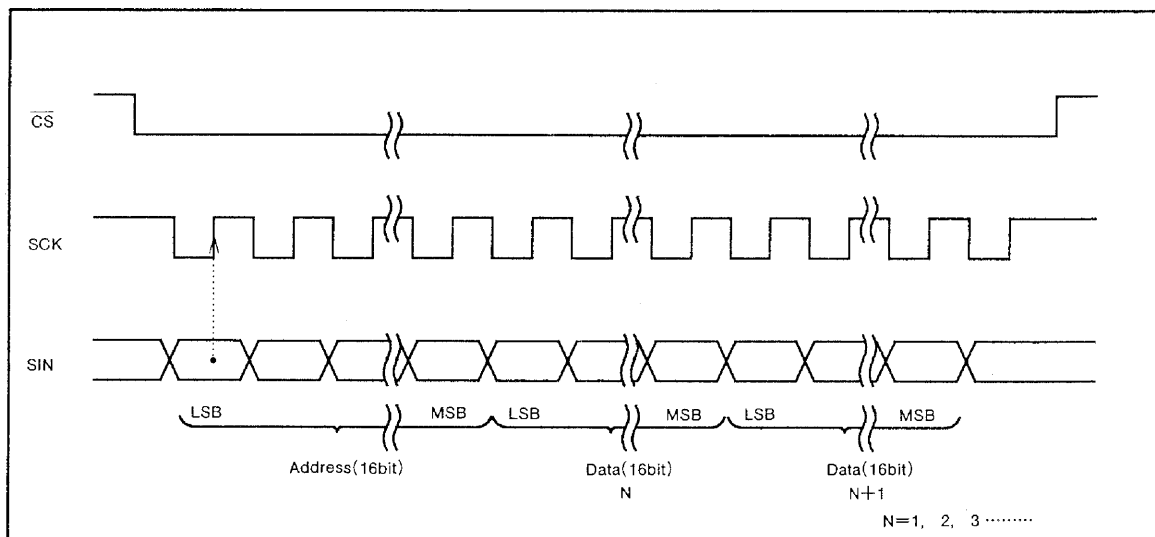 CS
SCK
SIN
LSB MSB LSB MSB LSB MSB
Address(16bit) Data(16bit) Data(16bit)
N N+1
N=1, 2, 3 ·········